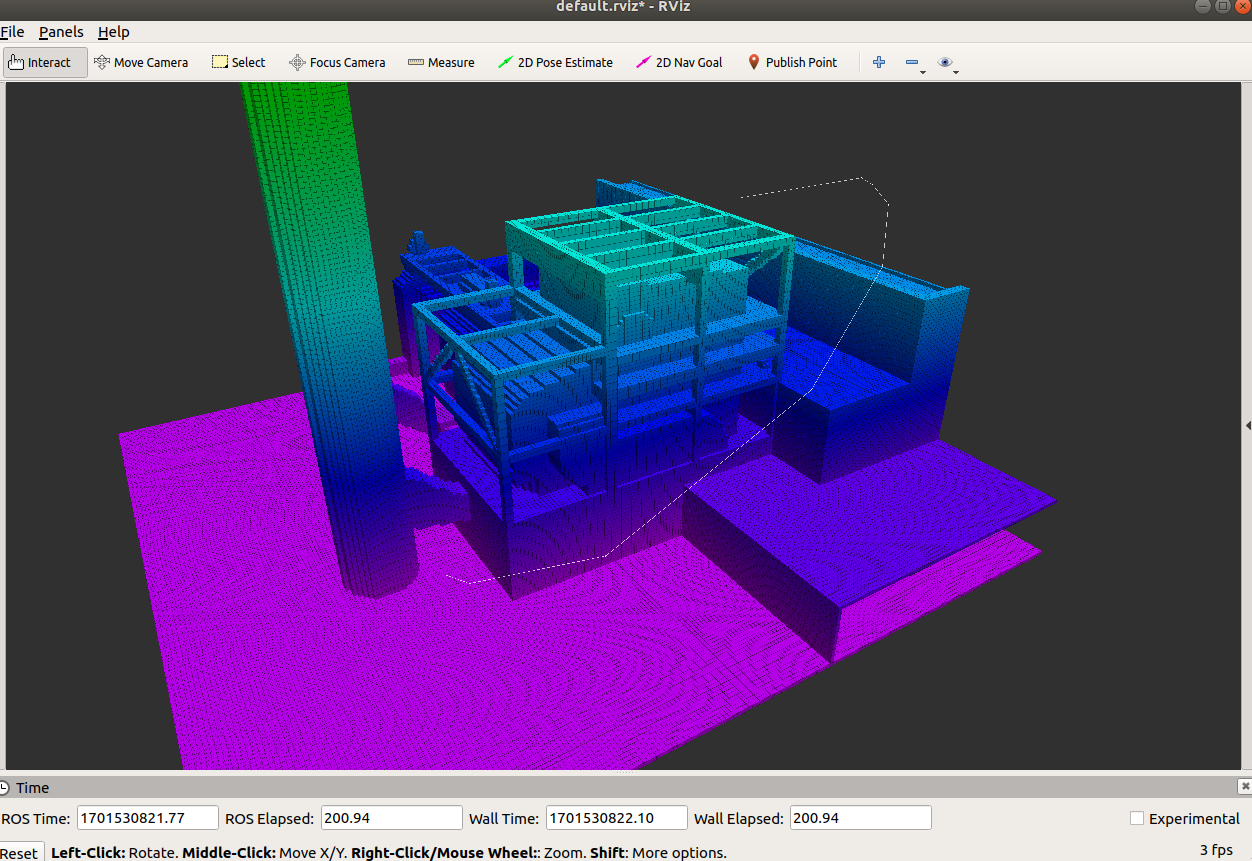 default.rviz* - RViz
File Panels Help
Interact Move Camera Select Focus Camera Measure 2D Pose Estimate 2D Nav Goal Publish Point
Time
ROS Time: 1701530821.77 ROS Elapsed: 200.94 Wall Time: 1701530822.10 Wall Elapsed: 200.94 Experimental
Reset Left-Click: Rotate. Middle-Click: Move X/Y. Right-Click/Mouse Wheel:: Zoom. Shift: More options. 3 fps